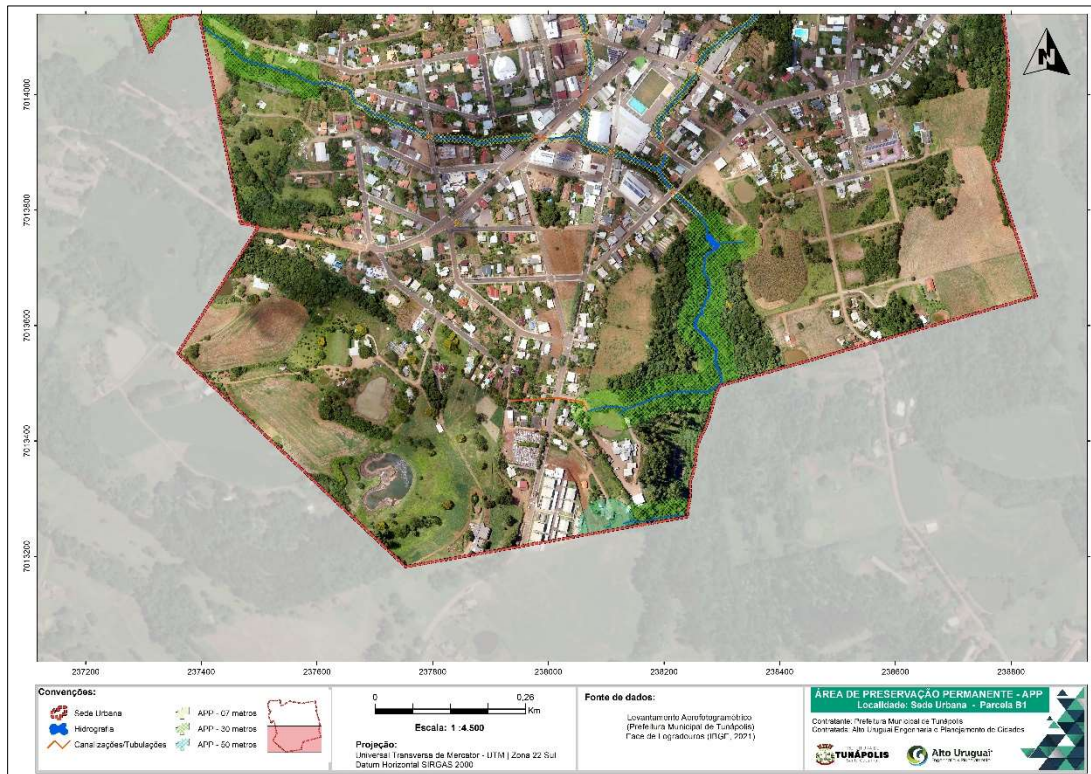 N
7014000
7013800
7013600
7013400
7013200
237200
237400
237600
237800
238000
238200
238400
238600
238800
Convenções:
Sede Urbana
Hidrografia
Canalizações/Tubulações
APP - 07 metros
APP - 30 metros
APP - 50 metros
0 0,26
Km
Escala: 1 :4.500
Projeção:
Universal Transversa de Mercator - UTM | Zona 22 Sul
Datum Horizontal SIRGAS 2000
Fonte de dados:
Levantamento Aerofotogramétrico
(Prefeitura Municipal de Tunápolis)
Face de Logradouros (IBGE, 2021)
ÁREA DE PRESERVAÇÃO PERMANENTE - APP
Localidade: Sede Urbana - Parcela B1
Contratante: Prefeitura Municipal de Tunápolis
Contratada: Alto Uruguai Engenharia e Planejamento de Cidades
TUNÁPOLIS
Alto Uruguai